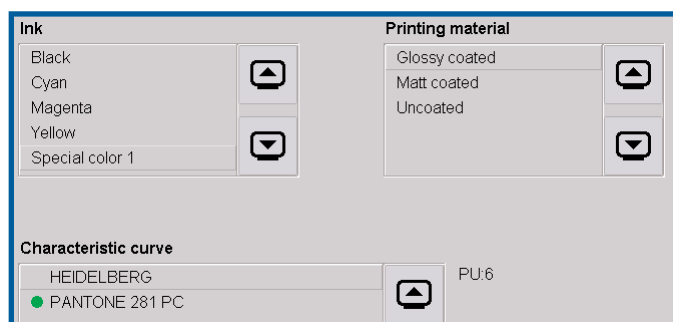 Ink
Black
Cyan
Magenta
Yellow
Special color 1
Printing material
Glossy coated
Matt coated
Uncoated
Characteristic curve
HEIDELBERG
PANTONE 281 PC
PU:6